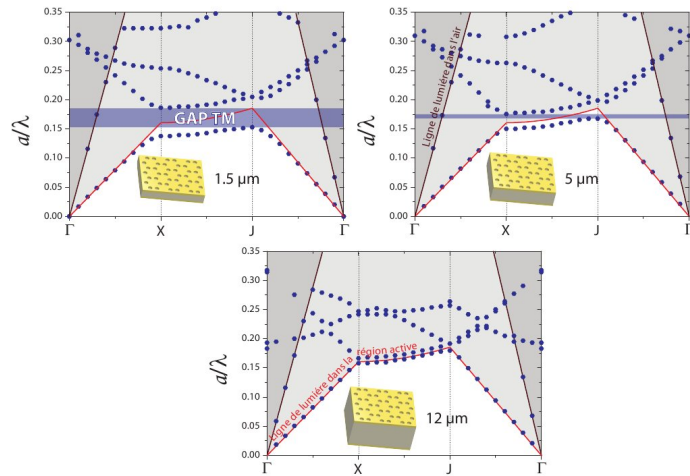 a/λ
0.35
0.30
0.25
0.20
0.15
0.10
0.05
0.00
GAP TM
1.5 µm
Γ
X
J
Γ
a/λ
0.35
0.30
0.25
0.20
0.15
0.10
0.05
0.00
Ligne de lumière dans l'air
5 µm
Γ
X
J
Γ
a/λ
0.35
0.30
0.25
0.20
0.15
0.10
0.05
0.00
Ligne de lumière dans la région active
12 µm
Γ
X
J
Γ